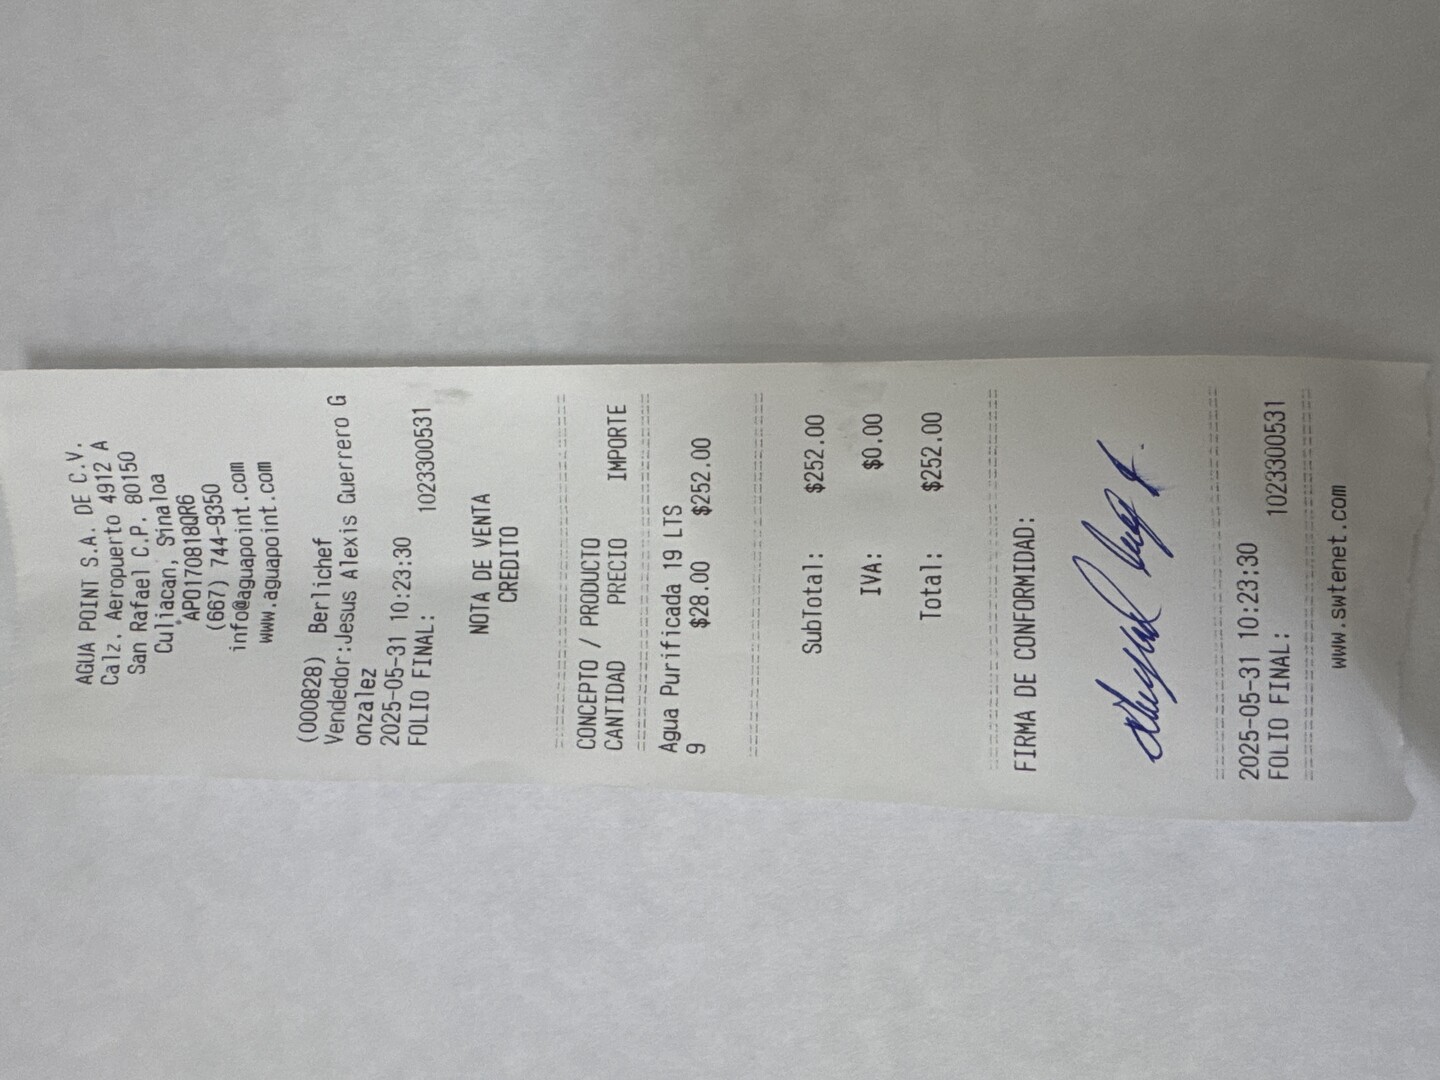 AGUA POINT S.A. DE C.V.
Calz. Aeropuerto 4912 A
San Rafael C.P. 80150
Culiacan, Sinaloa
APO170818QR6
(667) 744-9350
info@aguapoint.com
www.aguapoint.com
(000828) Berlichef
Vendedor:Jesus Alexis Guerrero G
onzalez
2025-05-31 10:23:30
FOLIO FINAL: 1023300531
NOTA DE VENTA
CREDITO
CONCEPTO / PRODUCTO
CANTIDAD PRECIO IMPORTE
Agua Purificada 19 LTS
9 $28.00 $252.00
SubTotal: $252.00
IVA: $0.00
Total: $252.00
FIRMA DE CONFORMIDAD:
2025-05-31 10:23:30
FOLIO FINAL: 1023300531
www.swtenet.com